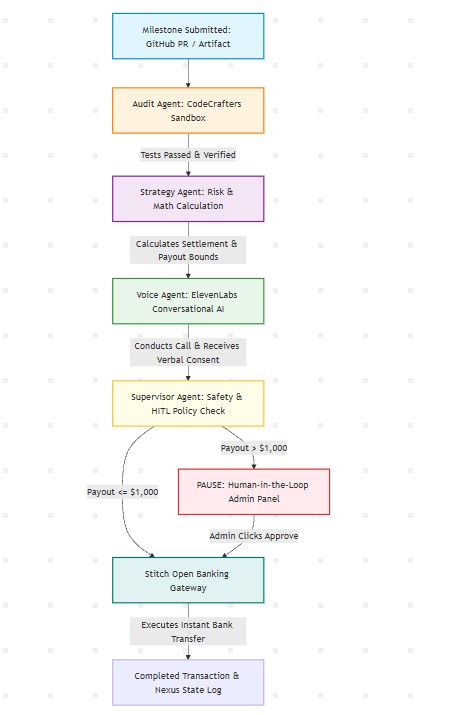 Milestone Submitted:
GitHub PR / Artifact
Audit Agent: CodeCrafters
Sandbox
Tests Passed & Verified
Strategy Agent: Risk &
Math Calculation
Calculates Settlement &
Payout Bounds
Voice Agent: ElevenLabs
Conversational AI
Conducts Call & Receives
Verbal Consent
Supervisor Agent: Safety &
HITL Policy Check
Payout > $1,000
PAUSE: Human-in-the-Loop
Admin Panel
Payout <= $1,000
Admin Clicks Approve
Stitch Open Banking
Gateway
Executes Instant Bank
Transfer
Completed Transaction &
Nexus State Log